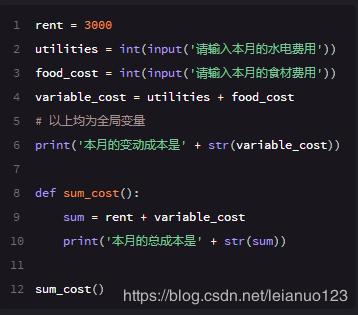 1 rent = 3000
2 utilities = int(input('请输入本月的水电费用'))
3 food_cost = int(input('请输入本月的食材费用'))
4 variable_cost = utilities + food_cost
5 # 以上均为全局变量
6 print('本月的变动成本是' + str(variable_cost))
7
8 def sum_cost():
9     sum = rent + variable_cost
10     print('本月的总成本是' + str(sum))
11
12 sum_cost()
https://blog.csdn.net/leianuo123